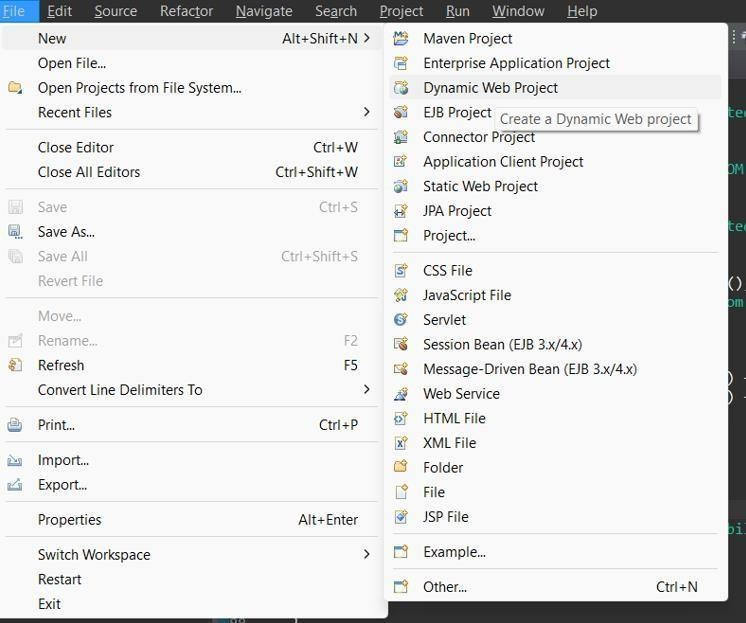 File Edit Source Refactor Navigate Search Project Run Window Help
New Alt+Shift+N >
Open File...
Open Projects from File System...
Recent Files >
Close Editor Ctrl+W
Close All Editors Ctrl+Shift+W
Save Ctrl+S
Save As...
Save All Ctrl+Shift+S
Revert File
Move...
Rename... F2
Refresh F5
Convert Line Delimiters To >
Print... Ctrl+P
Import...
Export...
Properties Alt+Enter
Switch Workspace >
Restart
Exit
Maven Project
Enterprise Application Project
Dynamic Web Project
EJB Project
Create a Dynamic Web project
Connector Project
Application Client Project
Static Web Project
JPA Project
Project...
CSS File
JavaScript File
Servlet
Session Bean (EJB 3.x/4.x)
Message-Driven Bean (EJB 3.x/4.x)
Web Service
HTML File
XML File
Folder
File
JSP File
Example...
Other... Ctrl+N